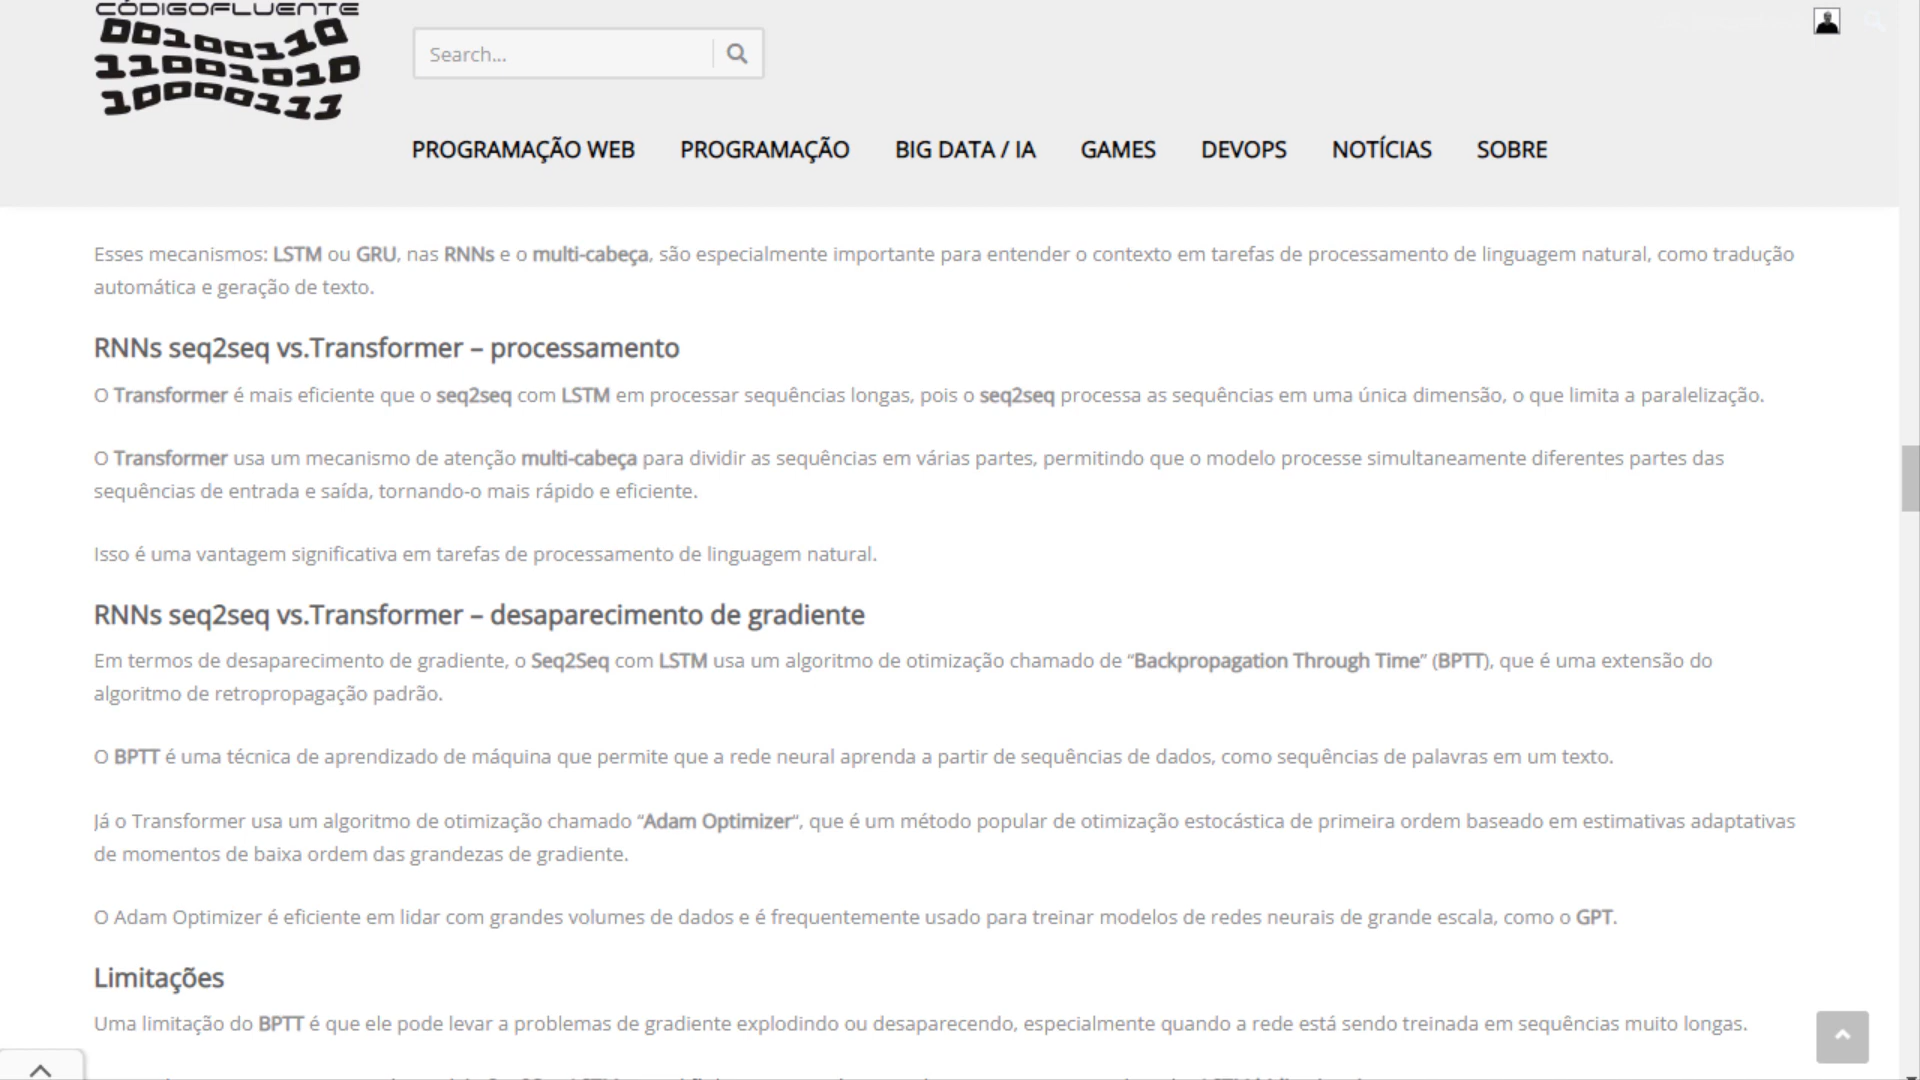 CÓDIGOFLUENTE
00100110
11001010
10000111
Search...
PROGRAMAÇÃO WEB PROGRAMAÇÃO BIG DATA / IA GAMES DEVOPS NOTÍCIAS SOBRE
Esses mecanismos: LSTM ou GRU, nas RNNs e o multi-cabeça, são especialmente importante para entender o contexto em tarefas de processamento de linguagem natural, como tradução
automática e geração de texto.
RNNs seq2seq vs.Transformer – processamento
O Transformer é mais eficiente que o seq2seq com LSTM em processar sequências longas, pois o seq2seq processa as sequências em uma única dimensão, o que limita a paralelização.
O Transformer usa um mecanismo de atenção multi-cabeça para dividir as sequências em várias partes, permitindo que o modelo processe simultaneamente diferentes partes das
sequências de entrada e saída, tornando-o mais rápido e eficiente.
Isso é uma vantagem significativa em tarefas de processamento de linguagem natural.
RNNs seq2seq vs.Transformer – desaparecimento de gradiente
Em termos de desaparecimento de gradiente, o Seq2Seq com LSTM usa um algoritmo de otimização chamado de “Backpropagation Through Time” (BPTT), que é uma extensão do
algoritmo de retropropagação padrão.
O BPTT é uma técnica de aprendizado de máquina que permite que a rede neural aprenda a partir de sequências de dados, como sequências de palavras em um texto.
Já o Transformer usa um algoritmo de otimização chamado “Adam Optimizer“, que é um método popular de otimização estocástica de primeira ordem baseado em estimativas adaptativas
de momentos de baixa ordem das grandezas de gradiente.
O Adam Optimizer é eficiente em lidar com grandes volumes de dados e é frequentemente usado para treinar modelos de redes neurais de grande escala, como o GPT.
Limitações
Uma limitação do BPTT é que ele pode levar a problemas de gradiente explodindo ou desaparecendo, especialmente quando a rede está sendo treinada em sequências muito longas.